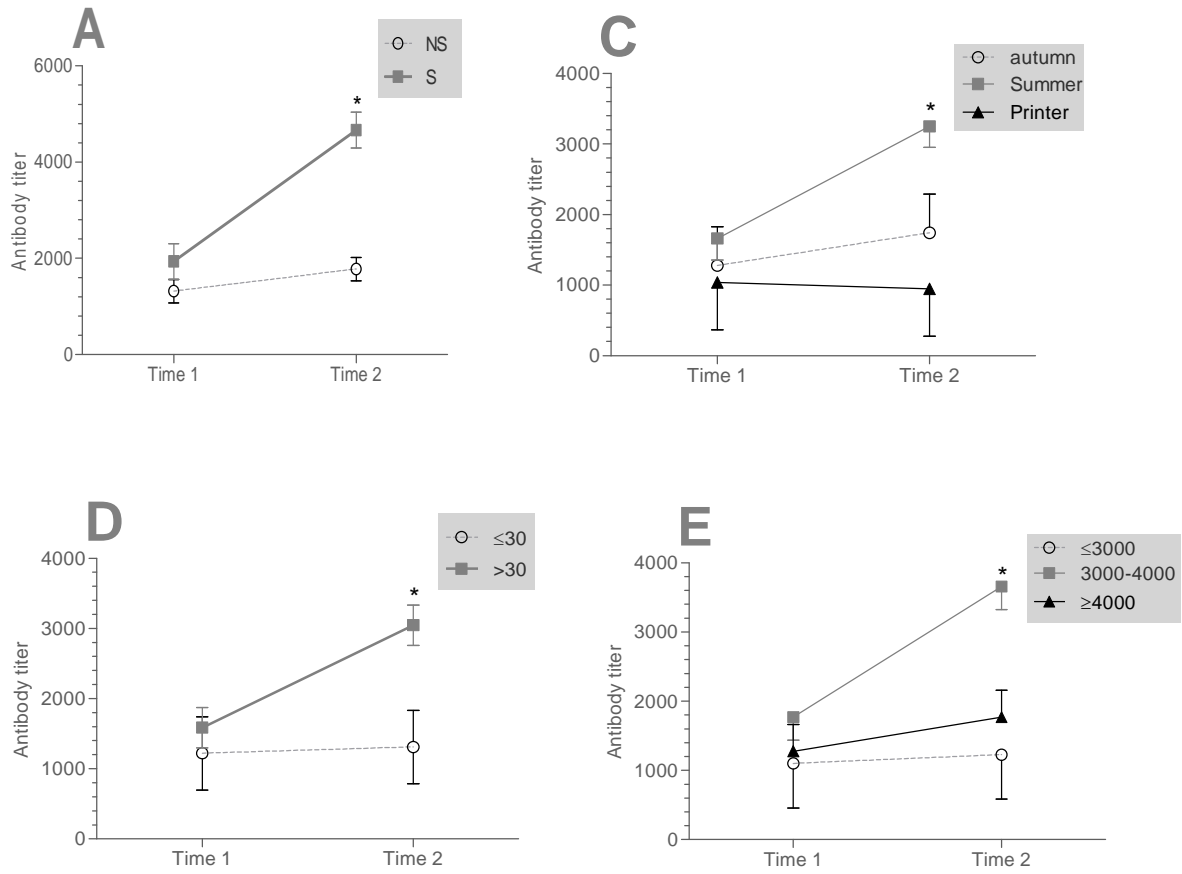 A
NS
S
6000
4000
2000
0
Antibody titer
*
Time 1
Time 2
C
autumn
Summer
Printer
4000
3000
2000
1000
0
Antibody titer
*
Time 1
Time 2
D
≤30
>30
4000
3000
2000
1000
0
Antibody titer
*
Time 1
Time 2
E
≤3000
3000-4000
≥4000
4000
3000
2000
1000
0
Antibody titer
*
Time 1
Time 2